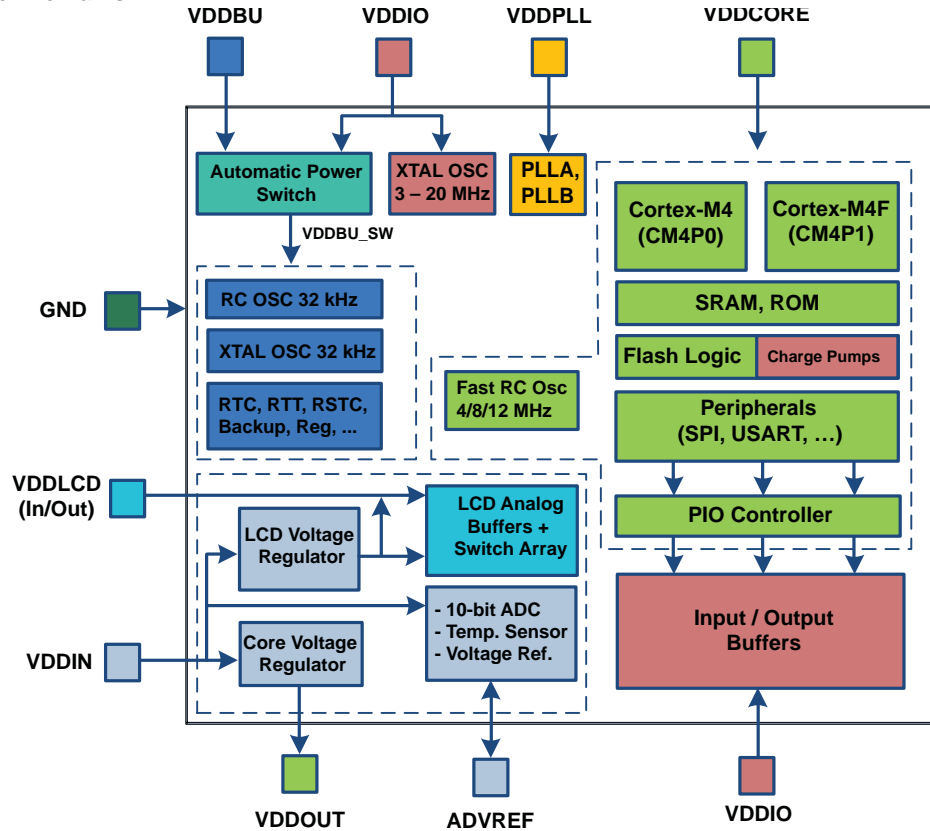 VDDBU
VDDIO
VDDPLL
VDDCORE
Automatic Power
Switch
XTAL OSC
3 – 20 MHz
PLLA,
PLLB
VDDBU_SW
Cortex-M4
(CM4P0)
Cortex-M4F
(CM4P1)
GND
RC OSC 32 kHz
XTAL OSC 32 kHz
RTC, RTT, RSTC,
Backup, Reg, ...
SRAM, ROM
Flash Logic
Charge Pumps
Fast RC Osc
4/8/12 MHz
Peripherals
(SPI, USART, …)
PIO Controller
VDDLCD
(In/Out)
LCD Voltage
Regulator
LCD Analog
Buffers +
Switch Array
VDDIN
Core Voltage
Regulator
- 10-bit ADC
- Temp. Sensor
- Voltage Ref.
Input / Output
Buffers
VDDOUT
ADVREF
VDDIO